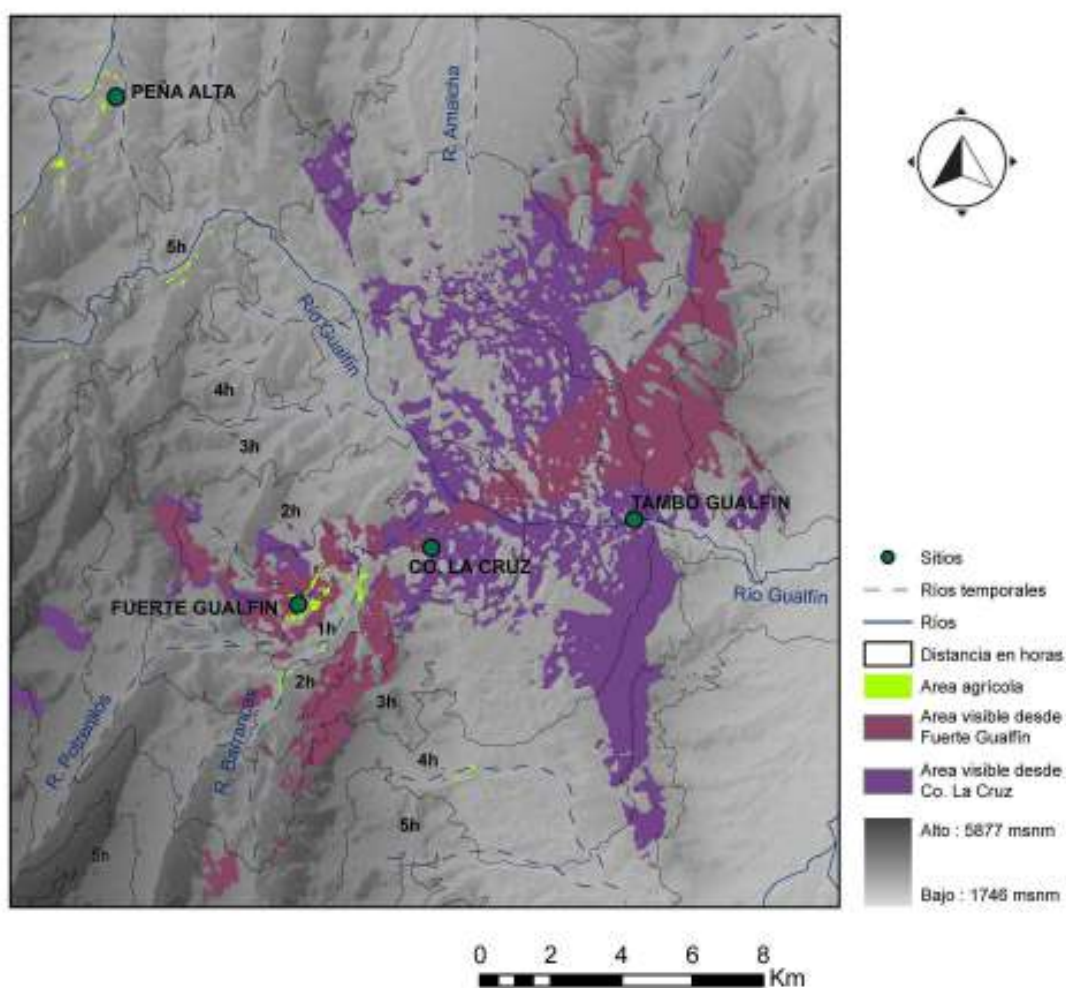 PEÑA ALTA
R. Amaicha
5h
Río Gualfín
4h
3h
2h
TAMBO GUALFIN
CO. LA CRUZ
Río Gualfín
FUERTE GUALFIN
1h
2h
3h
R. Potrerillos
R. Barrancas
4h
5h
5h
Sitios
Ríos temporales
Ríos
Distancia en horas
Area agrícola
Area visible desde
Fuerte Gualfín
Area visible desde
Co. La Cruz
Alto : 5877 msnm
Bajo : 1746 msnm
0 2 4 6 8
Km